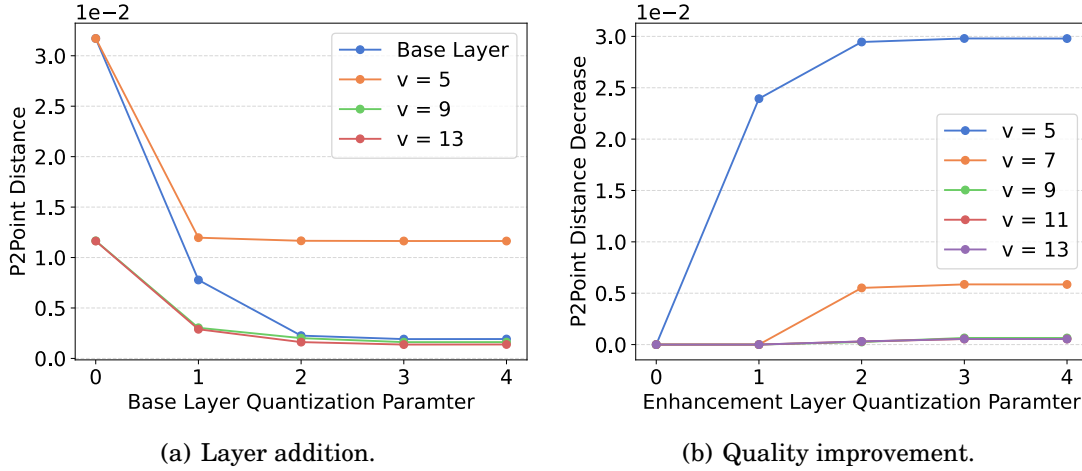 1e−2
P2Point Distance
3.0
2.5
2.0
1.5
1.0
0.5
0.0
Base Layer
v = 5
v = 9
v = 13
0 1 2 3 4
Base Layer Quantization Paramter
(a) Layer addition.
1e−2
P2Point Distance Decrease
3.0
2.5
2.0
1.5
1.0
0.5
0.0
v = 5
v = 7
v = 9
v = 11
v = 13
0 1 2 3 4
Enhancement Layer Quantization Paramter
(b) Quality improvement.